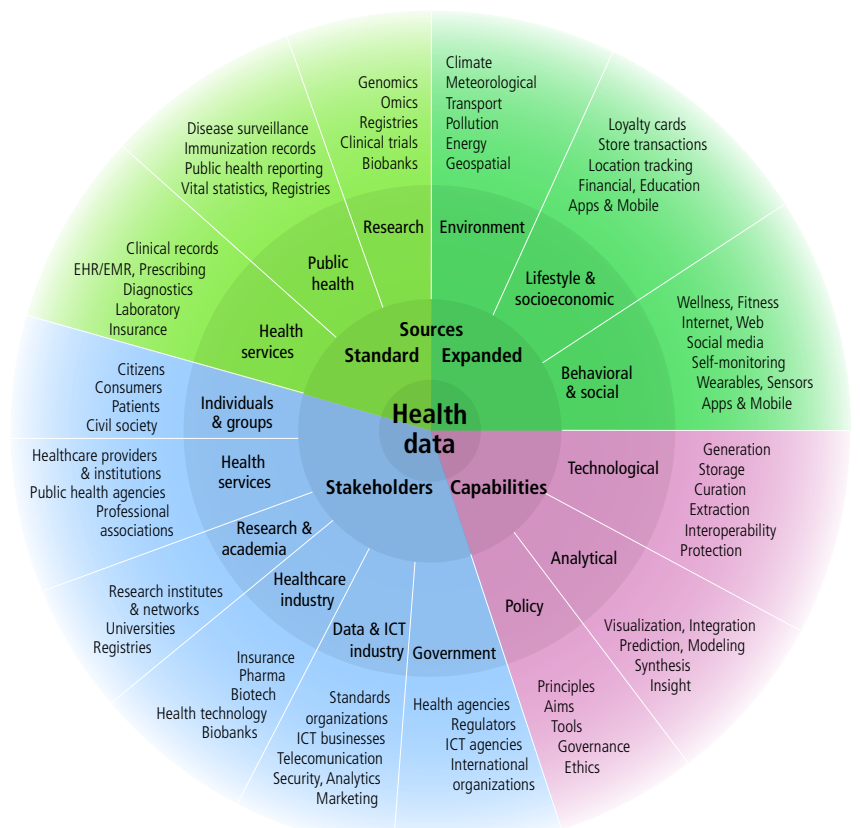 Health
data
Sources
Standard
Expanded
Stakeholders
Capabilities
Research
Genomics
Omics
Registries
Clinical trials
Biobanks
Public
health
Disease surveillance
Immunization records
Public health reporting
Vital statistics, Registries
Health
services
Clinical records
EHR/EMR, Prescribing
Diagnostics
Laboratory
Insurance
Environment
Climate
Meteorological
Transport
Pollution
Energy
Geospatial
Lifestyle &
socioeconomic
Loyalty cards
Store transactions
Location tracking
Financial, Education
Apps & Mobile
Behavioral
& social
Wellness, Fitness
Internet, Web
Social media
Self-monitoring
Wearables, Sensors
Apps & Mobile
Technological
Generation
Storage
Curation
Extraction
Interoperability
Protection
Analytical
Visualization, Integration
Prediction, Modeling
Synthesis
Insight
Policy
Principles
Aims
Tools
Governance
Ethics
Government
Health agencies
Regulators
ICT agencies
International
organizations
Data & ICT
industry
Standards
organizations
ICT businesses
Telecomunication
Security, Analytics
Marketing
Healthcare
industry
Insurance
Pharma
Biotech
Health technology
Biobanks
Research &
academia
Research institutes
& networks
Universities
Registries
Health
services
Healthcare providers
& institutions
Public health agencies
Professional
associations
Individuals
& groups
Citizens
Consumers
Patients
Civil society